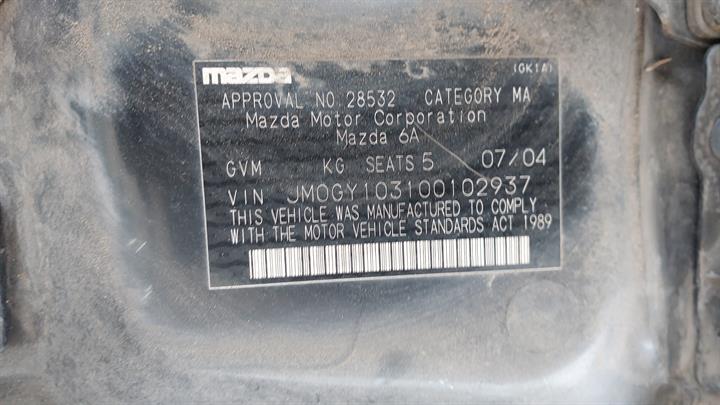 mazda (GK1A)
APPROVAL NO. 28532 CATEGORY MA
Mazda Motor Corporation
Mazda 6A
GVM KG SEATS 5 07/04
VIN JM0GY103100102937
THIS VEHICLE WAS MANUFACTURED TO COMPLY
WITH THE MOTOR VEHICLE STANDARDS ACT 1989